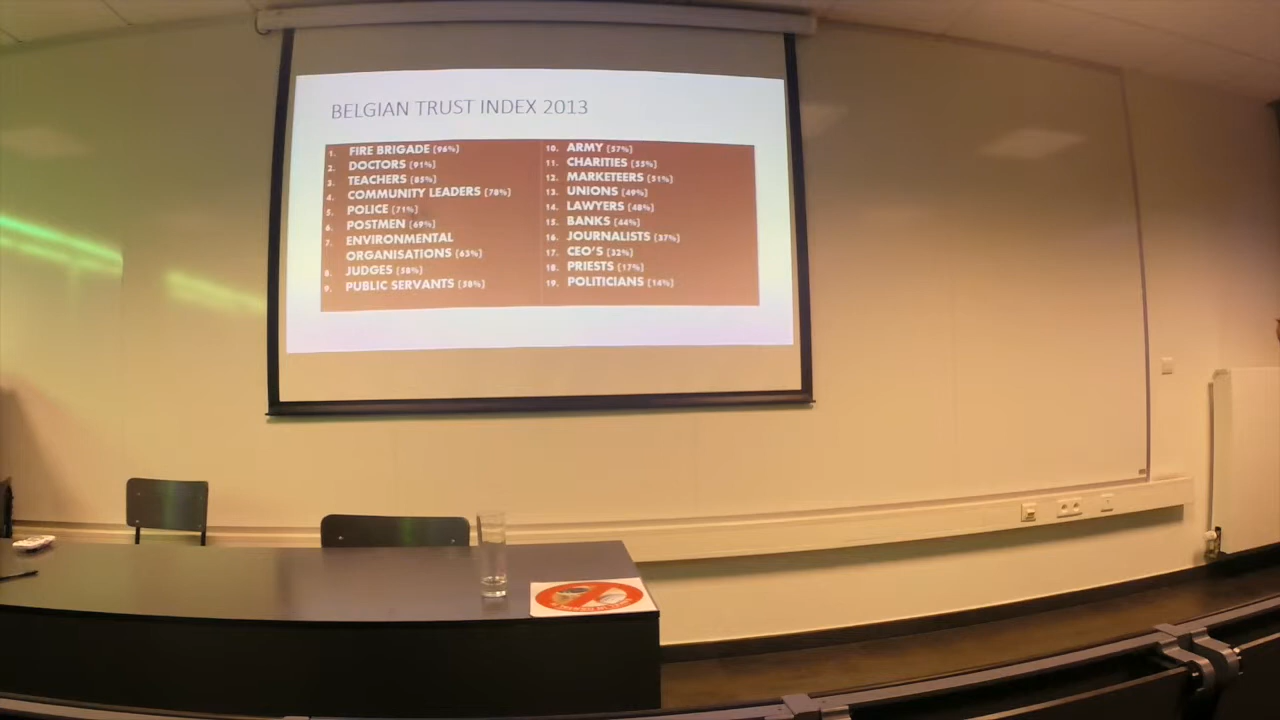 BELGIAN TRUST INDEX 2013
1. FIRE BRIGADE (96%)
2. DOCTORS (91%)
3. TEACHERS (85%)
4. COMMUNITY LEADERS (78%)
5. POLICE (71%)
6. POSTMEN (69%)
7. ENVIRONMENTAL
ORGANISATIONS (63%)
8. JUDGES (58%)
9. PUBLIC SERVANTS (58%)
10. ARMY (57%)
11. CHARITIES (55%)
12. MARKETEERS (51%)
13. UNIONS (49%)
14. LAWYERS (48%)
15. BANKS (44%)
16. JOURNALISTS (37%)
17. CEO'S (32%)
18. PRIESTS (17%)
19. POLITICIANS (14%)